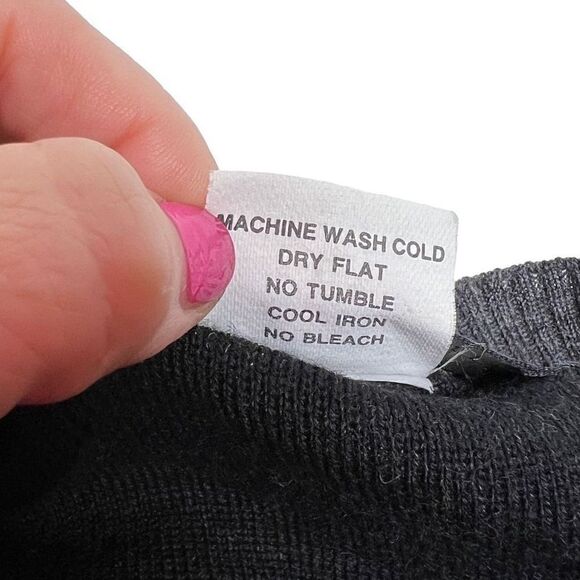 MACHINE WASH COLD
DRY FLAT
NO TUMBLE
COOL IRON
NO BLEACH